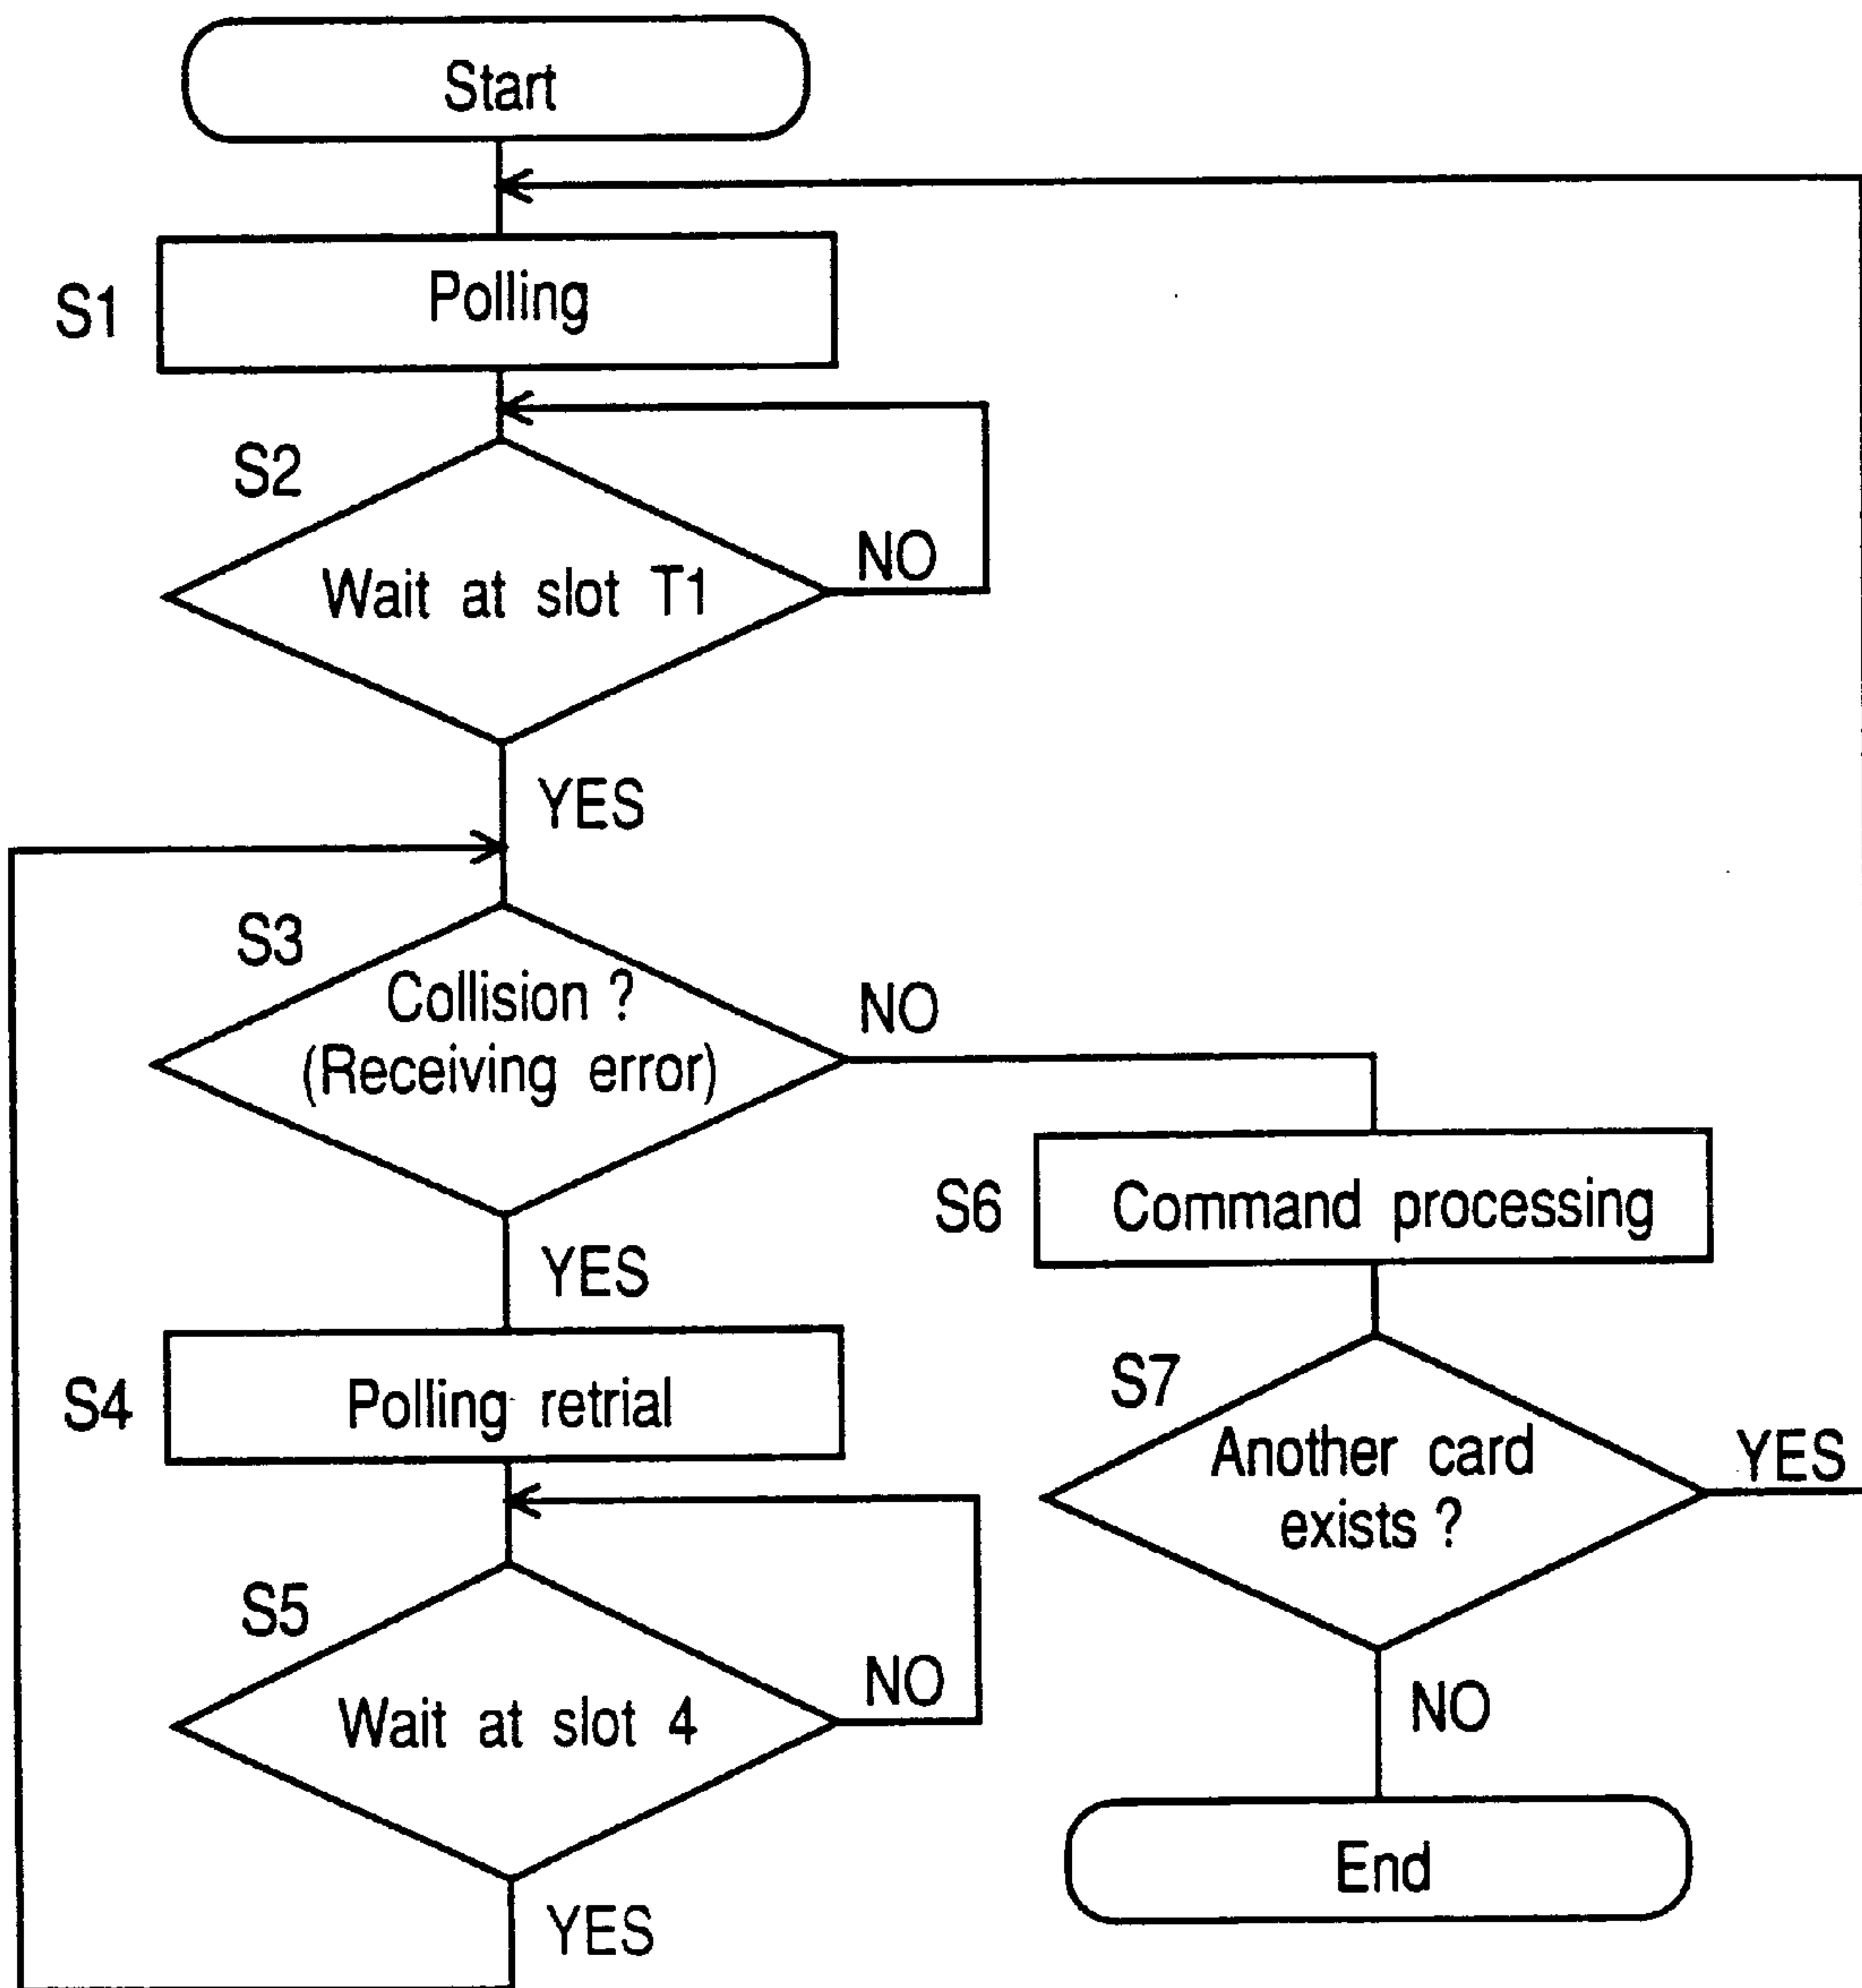 Start
S1
Polling
S2
Wait at slot T1
NO
YES
S3
Collision ?
(Receiving error)
NO
YES
S6
Command processing
S4
Polling retrial
S7
Another card
exists ?
YES
S5
Wait at slot 4
NO
NO
YES
End